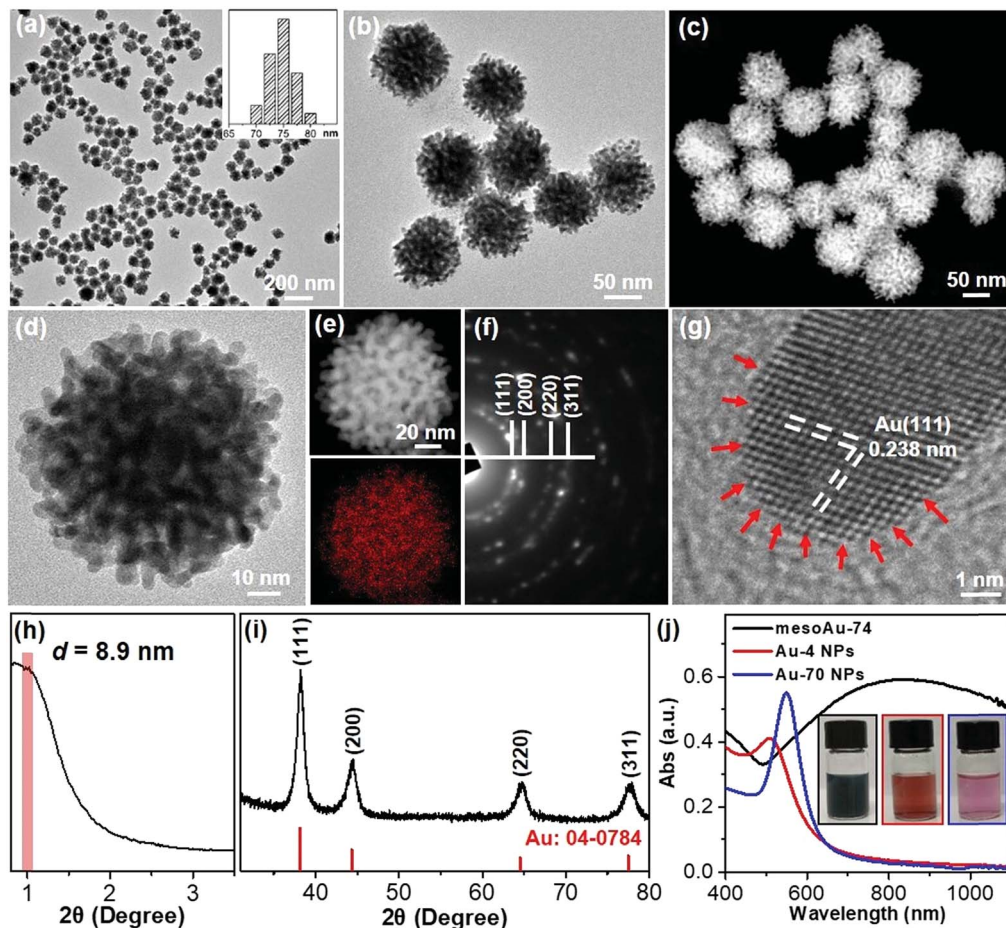 (a)
65 70 75 80 nm
200 nm
(b)
50 nm
(c)
50 nm
(d)
10 nm
(e)
20 nm
(f)
(111)
(200)
(220)
(311)
(g)
Au(111)
0.238 nm
1 nm
(h)
d = 8.9 nm
1 2 3
2θ (Degree)
(i)
(111)
(200)
(220)
(311)
Au: 04-0784
40 50 60 70 80
2θ (Degree)
(j)
mesoAu-74
Au-4 NPs
Au-70 NPs
Abs (a.u.)
0.6
0.4
0.2
0.0
400 600 800 1000
Wavelength (nm)